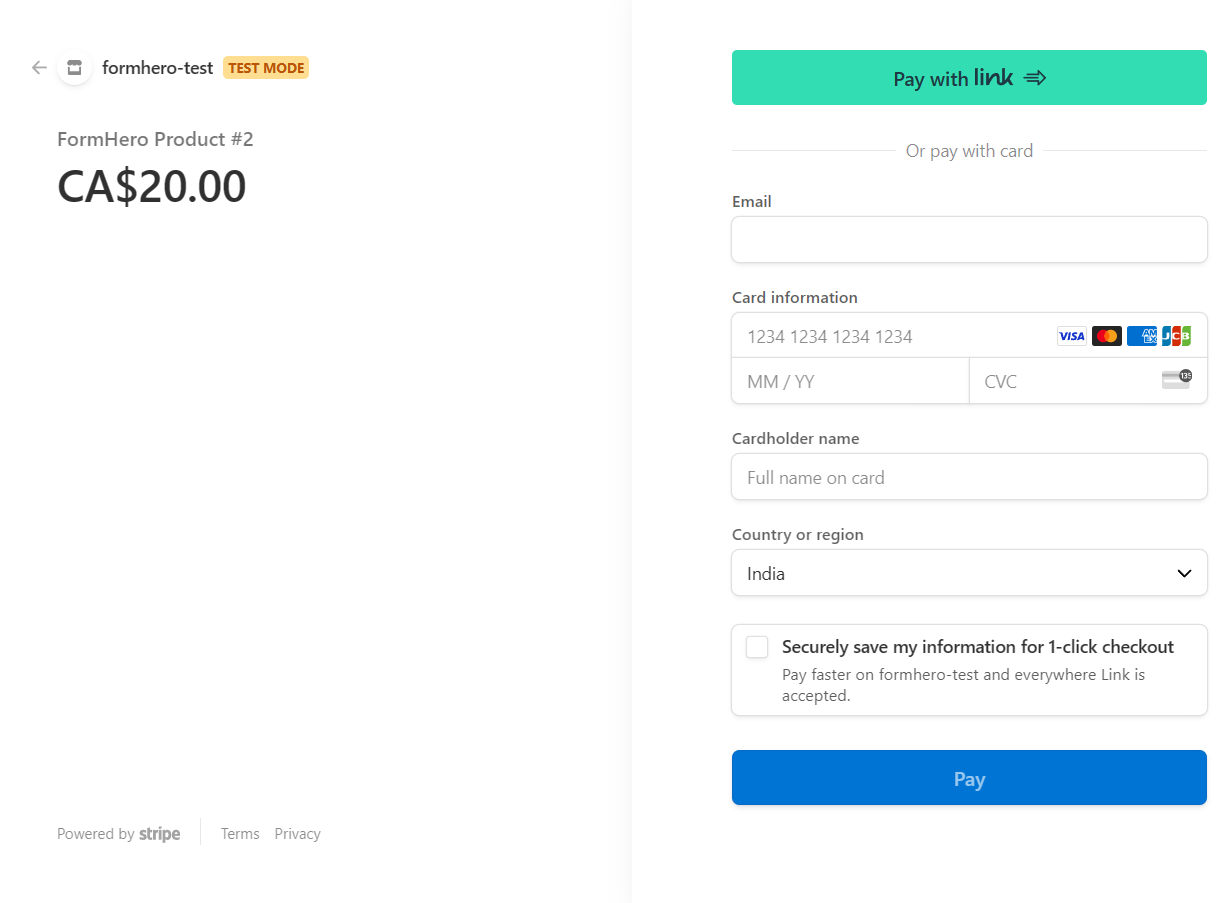 formhero-test TEST MODE
FormHero Product #2
CA$20.00
Powered by stripe
Terms Privacy
Pay with link
Or pay with card
Email
Card information
1234 1234 1234 1234 VISA AMEX JCB
MM / YY CVC 135
Cardholder name
Full name on card
Country or region
India
Securely save my information for 1-click checkout
Pay faster on formhero-test and everywhere Link is
accepted.
Pay